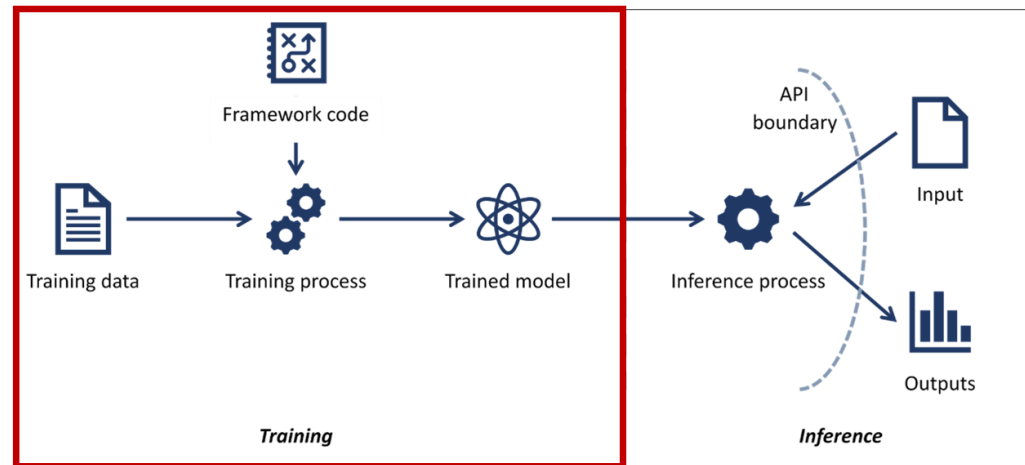 Framework code
API
boundary
Input
Training data
Training process
Trained model
Inference process
Outputs
Training
Inference